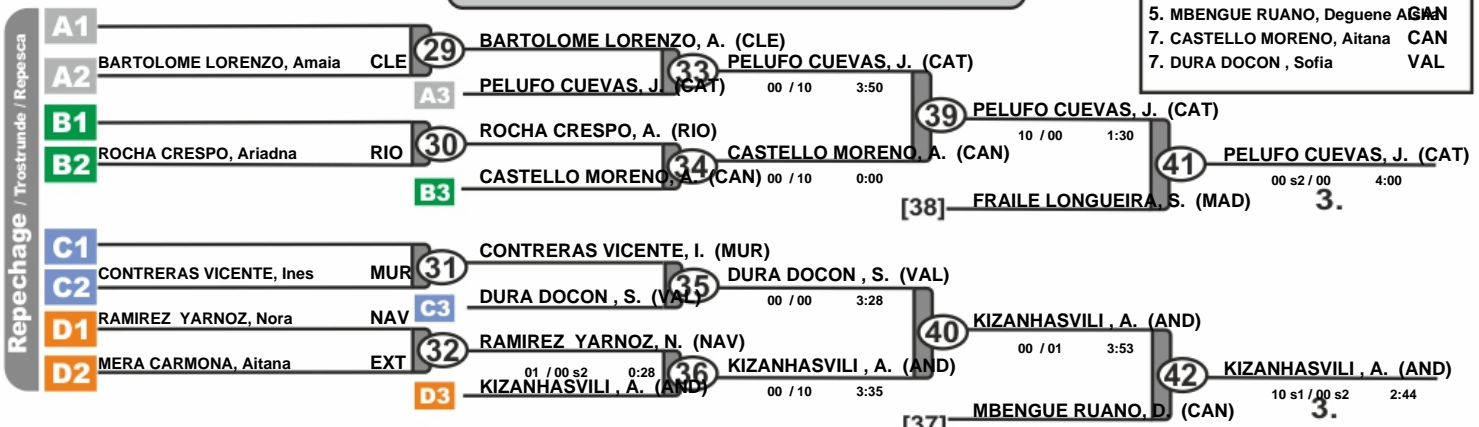 5. MBENGUE RUANO, Deguene Aisha CAN
7. CASTELLO MORENO, Aitana CAN
7. DURA DOCON , Sofia VAL
Repechage / Trostrunde / Repesca
A1
BARTOLOME LORENZO, Amaia CLE
A2
29
BARTOLOME LORENZO, A. (CLE)
A3
PELUFO CUEVAS, J. (CAT)
33
PELUFO CUEVAS, J. (CAT)
00 / 10 3:50
B1
ROCHA CRESPO, Ariadna RIO
B2
30
ROCHA CRESPO, A. (RIO)
B3
CASTELLO MORENO, A. (CAN)
34
CASTELLO MORENO, A. (CAN)
00 / 10 0:00
39
PELUFO CUEVAS, J. (CAT)
10 / 00 1:30
[38]
FRAILE LONGUEIRA, S. (MAD)
41
PELUFO CUEVAS, J. (CAT)
00 s2 / 00 4:00
3.
C1
CONTRERAS VICENTE, Ines MUR
C2
31
CONTRERAS VICENTE, I. (MUR)
C3
DURA DOCON , S. (VAL)
35
DURA DOCON , S. (VAL)
00 / 00 3:28
D1
RAMIREZ YARNOZ, Nora NAV
D2
MERA CARMONA, Aitana EXT
32
RAMIREZ YARNOZ, N. (NAV)
01 / 00 s2 0:28
D3
KIZANHASVILI , A. (AND)
36
KIZANHASVILI , A. (AND)
00 / 10 3:35
40
KIZANHASVILI , A. (AND)
00 / 01 3:53
[37]
MBENGUE RUANO, D. (CAN)
42
KIZANHASVILI , A. (AND)
10 s1 / 00 s2 2:44
3.